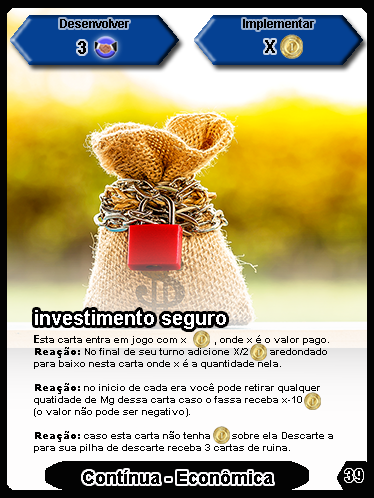 Desenvolver
3
Implementar
X
investimento seguro
Esta carta entra em jogo com x , onde x é o valor pago.
Reação: No final de seu turno adicione X/2 aredondado
para baixo nesta carta onde x é a quantidade nela.
Reação: no inicio de cada era você pode retirar qualquer
quatidade de Mg dessa carta caso o fassa receba x-10
(o valor não pode ser negativo).
Reação: caso esta carta não tenha sobre ela Descarte a
para sua pilha de descarte receba 3 cartas de ruina.
Contínua - Econômica
39